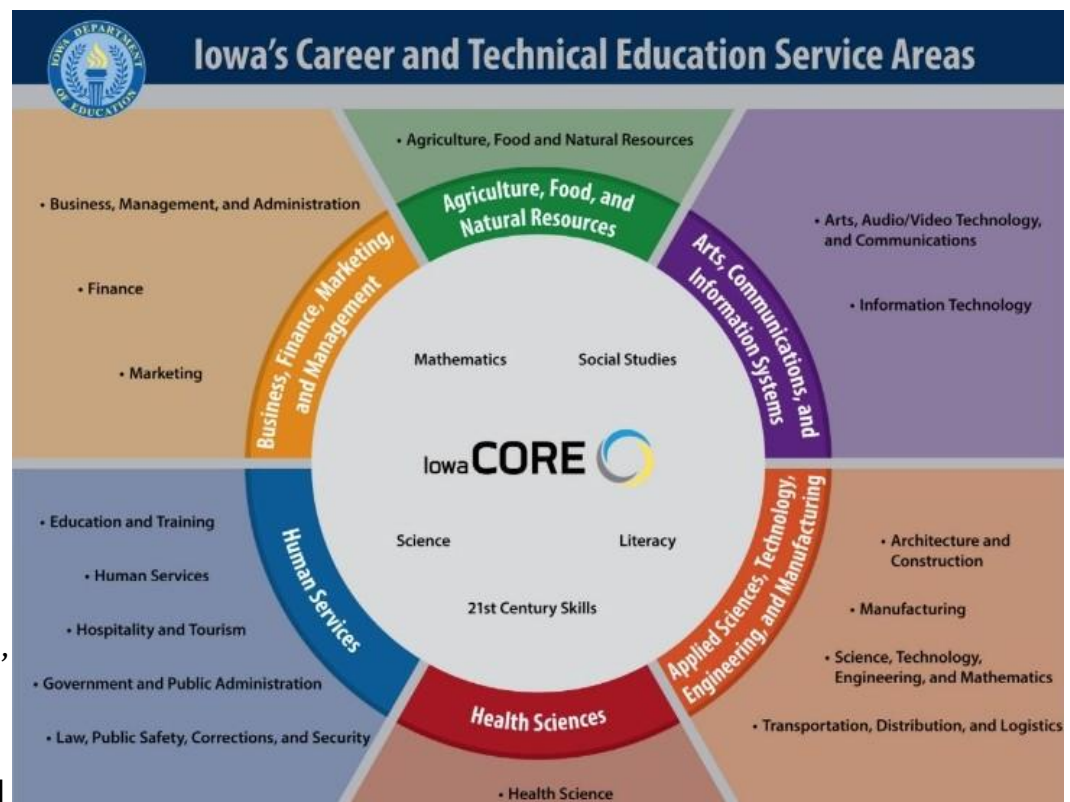 IOWA DEPARTMENT
OF EDUCATION
Iowa's Career and Technical Education Service Areas
• Agriculture, Food and Natural Resources
Agriculture, Food, and
Natural Resources
• Business, Management, and Administration
• Finance
• Marketing
Business, Finance, Marketing,
and Management
• Arts, Audio/Video Technology,
and Communications
• Information Technology
Arts, Communications, and
Information Systems
Mathematics
Social Studies
Iowa CORE
Science
Literacy
21st Century Skills
• Education and Training
• Human Services
• Hospitality and Tourism
• Government and Public Administration
• Law, Public Safety, Corrections, and Security
Human Services
• Architecture and
Construction
• Manufacturing
• Science, Technology,
Engineering, and Mathematics
• Transportation, Distribution, and Logistics
Applied Sciences, Technology,
Engineering, and Manufacturing
Health Sciences
• Health Science
,